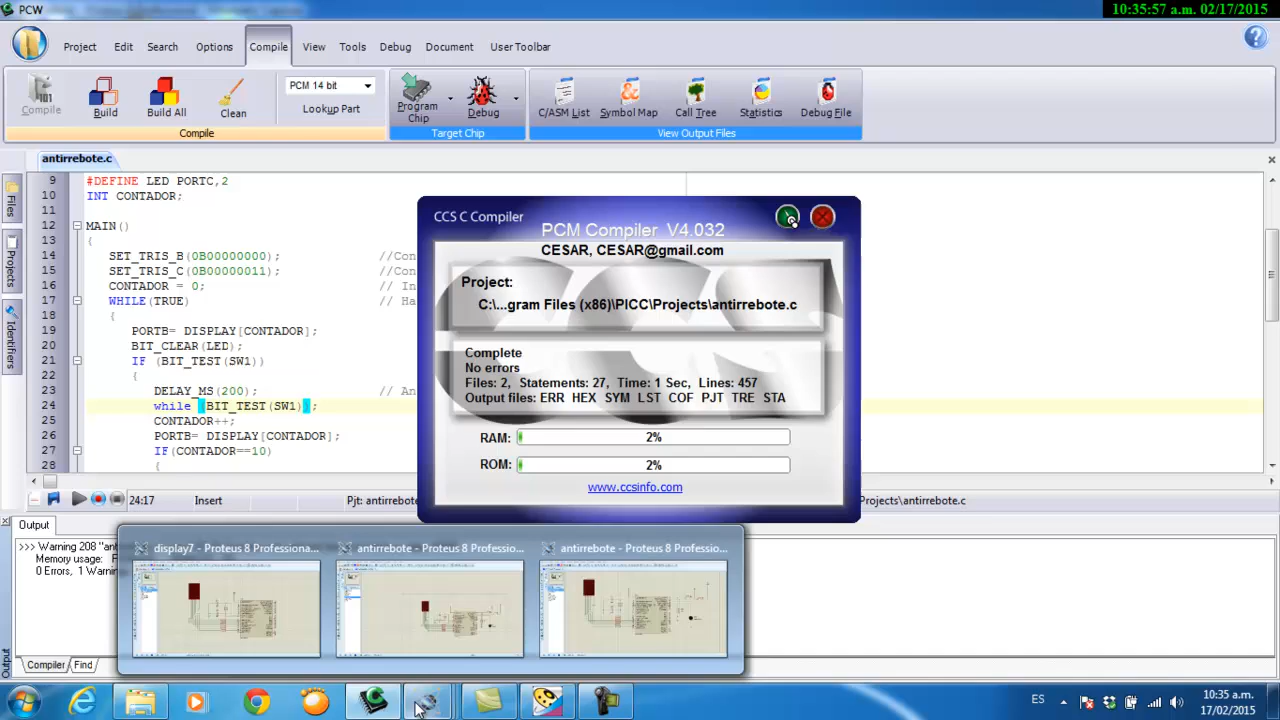 PCW
10:35:57 a.m. 02/17/2015
Project Edit Search Options Compile View Tools Debug Document User Toolbar
Compile
Build
Build All
Clean
PCM 14 bit
Lookup Part
Program Chip
Debug
C/ASM List
Symbol Map
Call Tree
Statistics
Debug File
Compile
Target Chip
View Output Files
antirrebote.c
Files
Projects
Identifiers
9 #DEFINE LED PORTC,2
10 INT CONTADOR;
11
12 MAIN()
13 {
14 SET_TRIS_B(0B00000000); //Con
15 SET_TRIS_C(0B00000011); //Con
16 CONTADOR = 0; // In
17 WHILE(TRUE) // Ha
18 {
19 PORTB= DISPLAY[CONTADOR];
20 BIT_CLEAR(LED);
21 IF (BIT_TEST(SW1))
22 {
23 DELAY_MS(200); // An
24 while (BIT_TEST(SW1));
25 CONTADOR++;
26 PORTB= DISPLAY[CONTADOR];
27 IF(CONTADOR==10)
28 {
CCS C Compiler
PCM Compiler V4.032
CESAR, CESAR@gmail.com
Project:
C:\...gram Files (x86)\PICC\Projects\antirrebote.c
Complete
No errors
Files: 2, Statements: 27, Time: 1 Sec, Lines: 457
Output files: ERR HEX SYM LST COF PJT TRE STA
RAM: 2%
ROM: 2%
www.ccsinfo.com
24:17 Insert Pjt: antirrebote Projects\antirrebote.c
Output
Output
>>> Warning 208 "anti
Memory usage:
0 Errors, 1 Warnin
display7 - Proteus 8 Professiona...
antirrebote - Proteus 8 Professio...
antirrebote - Proteus 8 Professio...
Compiler Find
ES
10:35 a.m.
17/02/2015